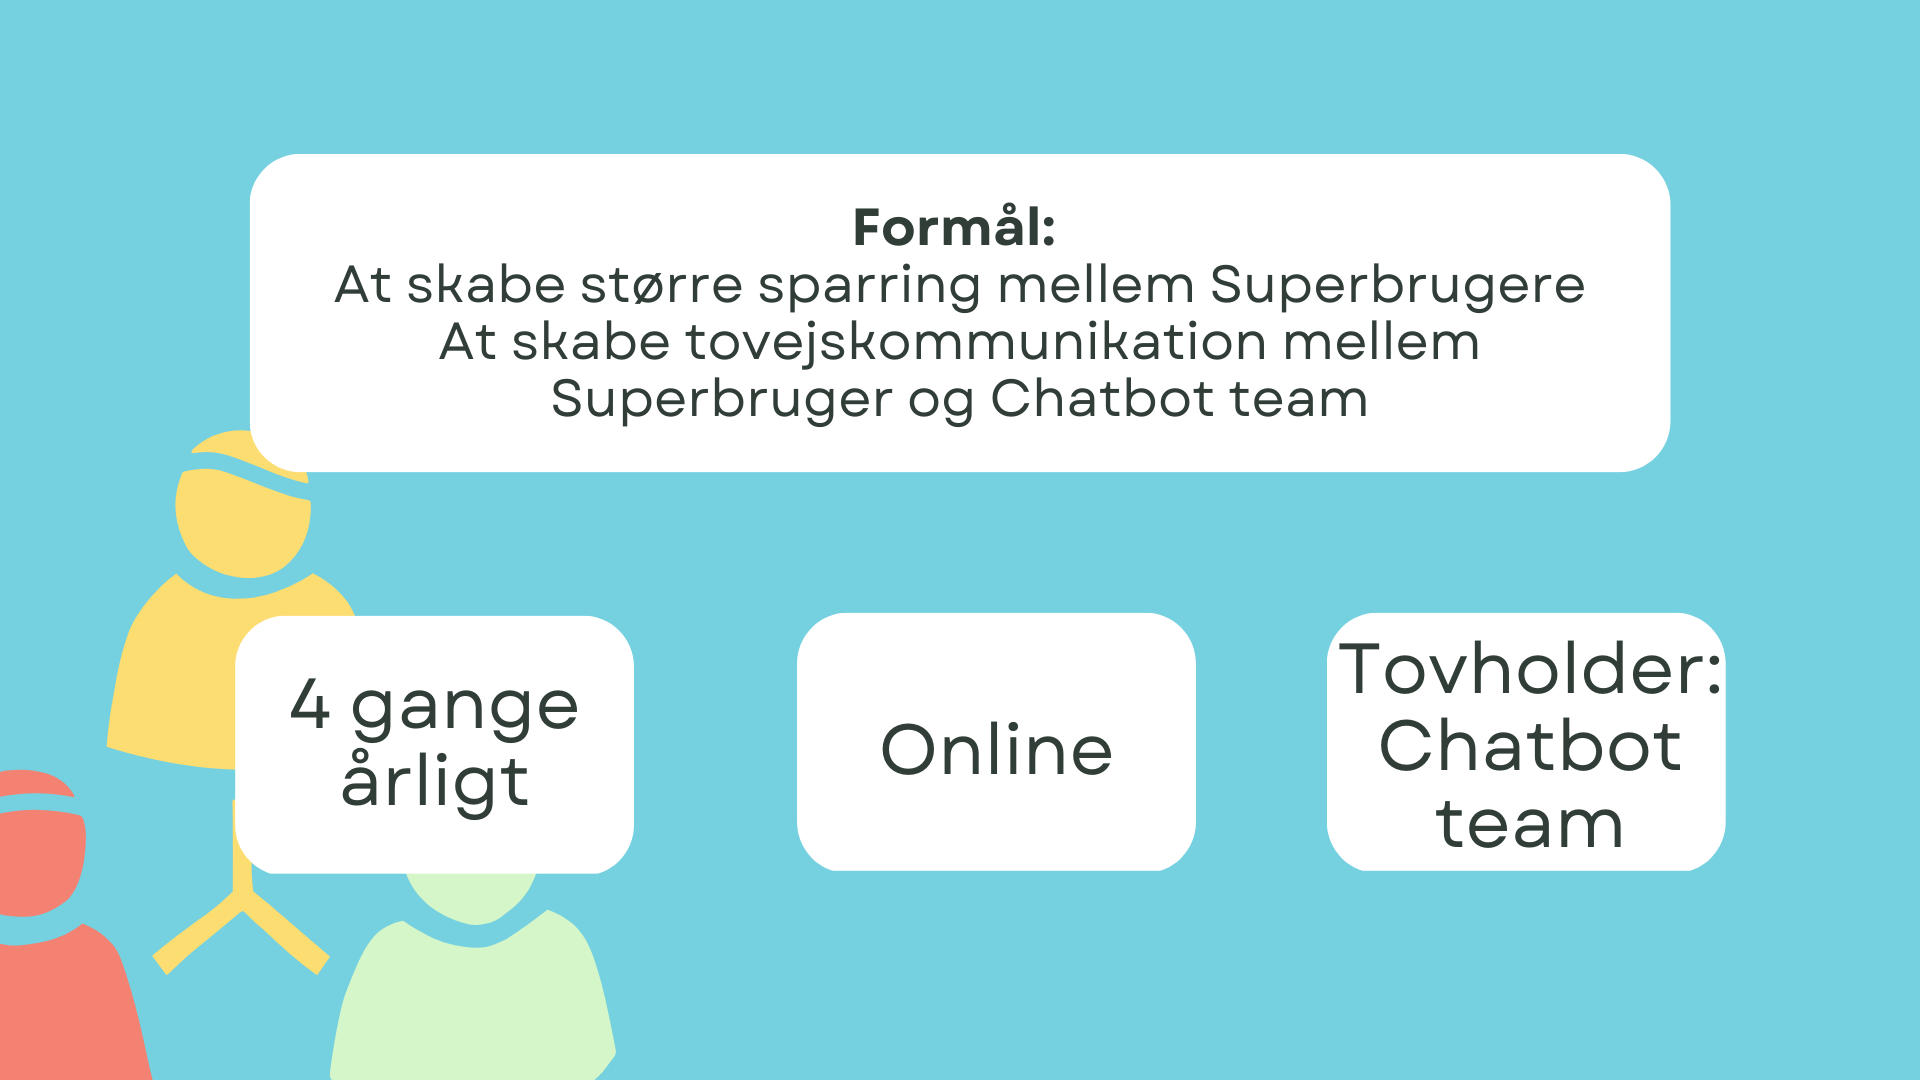 Formål:
At skabe større sparring mellem Superbrugere
At skabe tovejskommunikation mellem
Superbruger og Chatbot team
4 gange
årligt
Online
Tovholder:
Chatbot
team